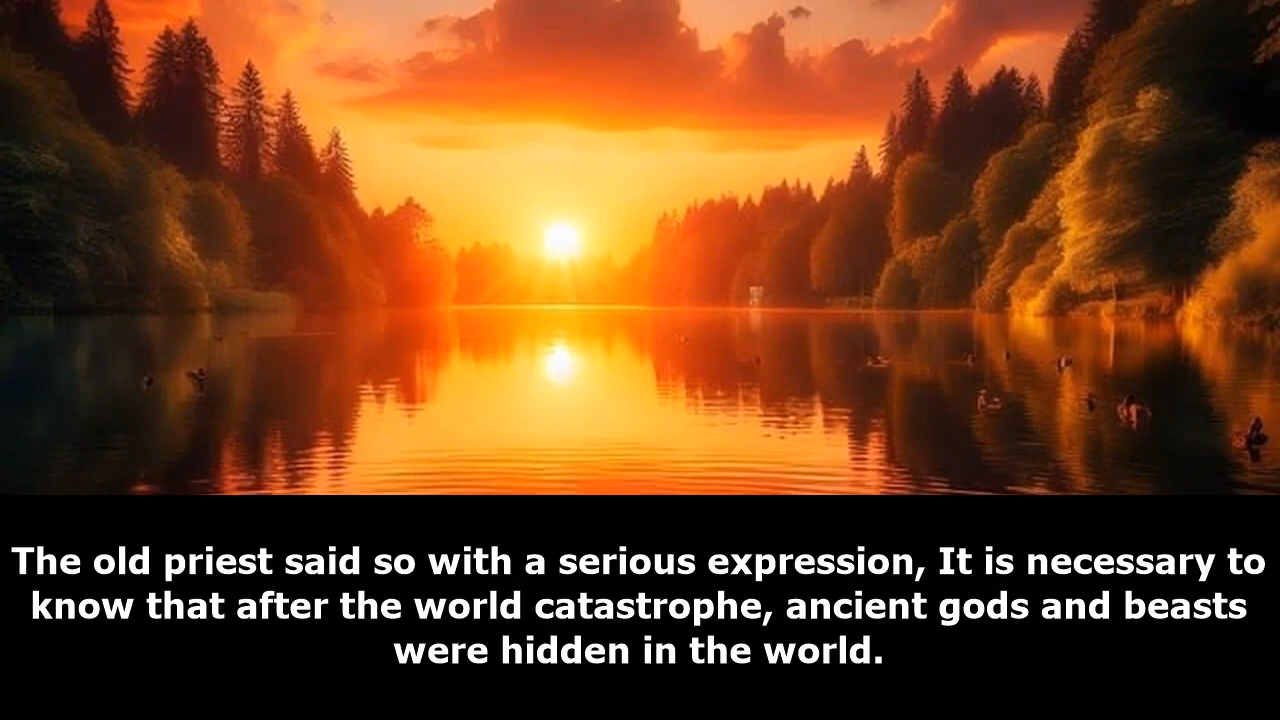 The old priest said so with a serious expression, It is necessary to
know that after the world catastrophe, ancient gods and beasts
were hidden in the world.